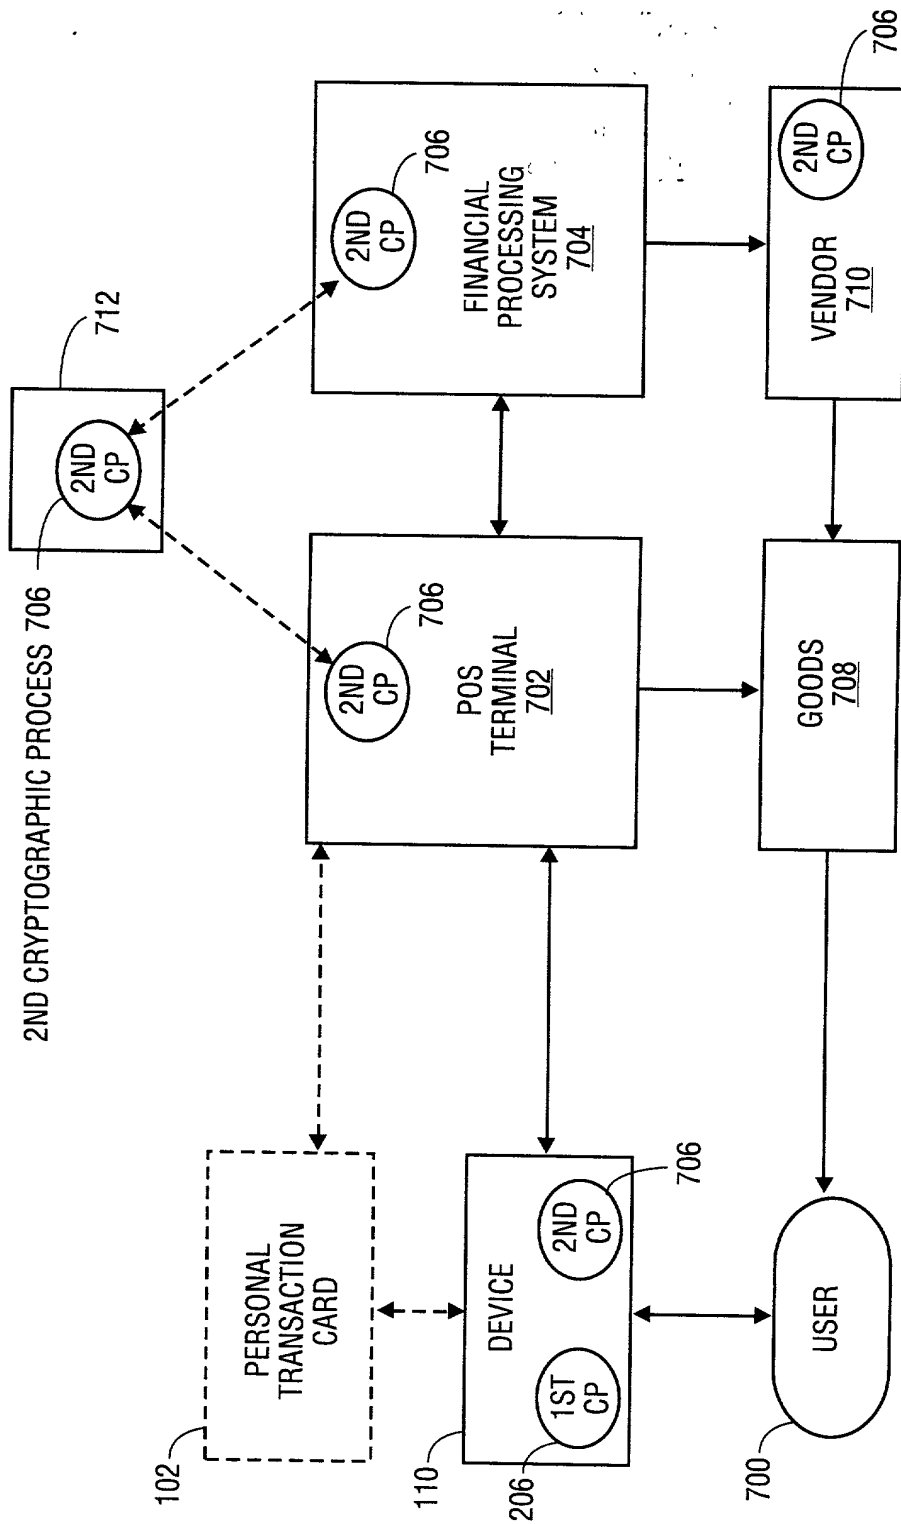 2ND CRYPTOGRAPHIC PROCESS 706
2ND
CP
712
PERSONAL
TRANSACTION
CARD
102
2ND
CP
706
POS
TERMINAL
702
2ND
CP
706
FINANCIAL
PROCESSING
SYSTEM
704
DEVICE
110
1ST
CP
206
2ND
CP
706
USER
700
GOODS
708
VENDOR
710
2ND
CP
706